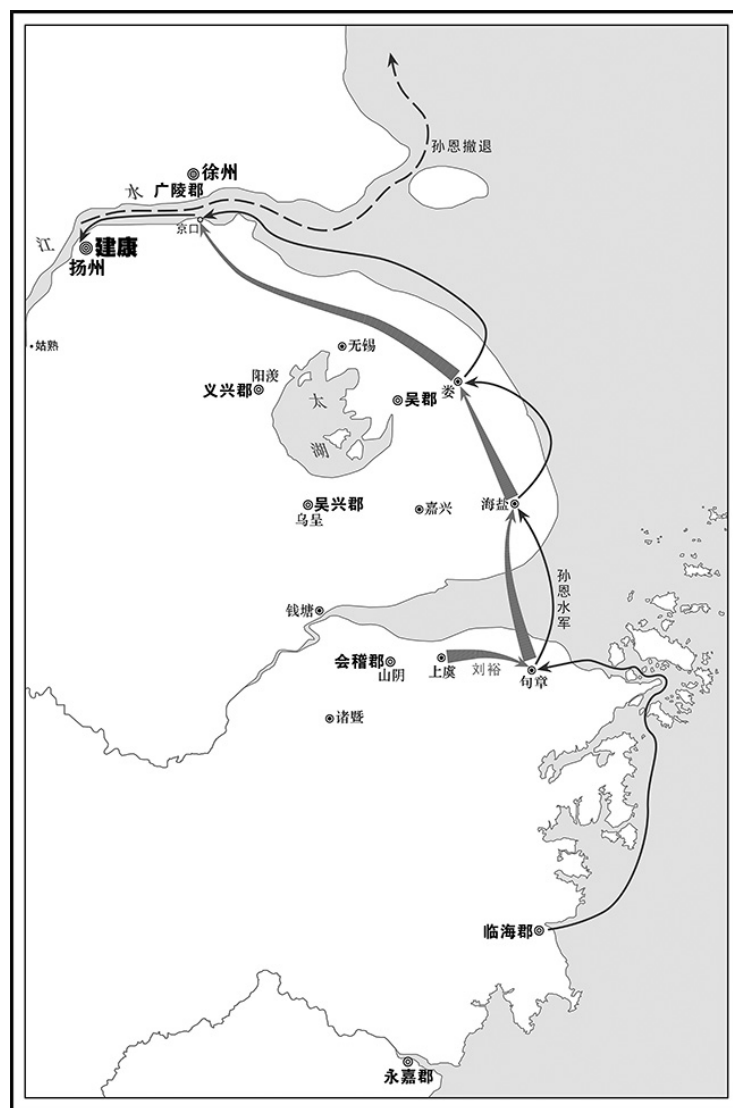 孙恩撤退
徐州
广陵郡
水
江
京口
建康
扬州
姑熟
无锡
阳羡
义兴郡
太
湖
吴郡
娄
吴兴郡
乌呈
嘉兴
海盐
孙恩水军
钱塘
会稽郡
山阴
上虞
刘裕
句章
诸暨
临海郡
永嘉郡